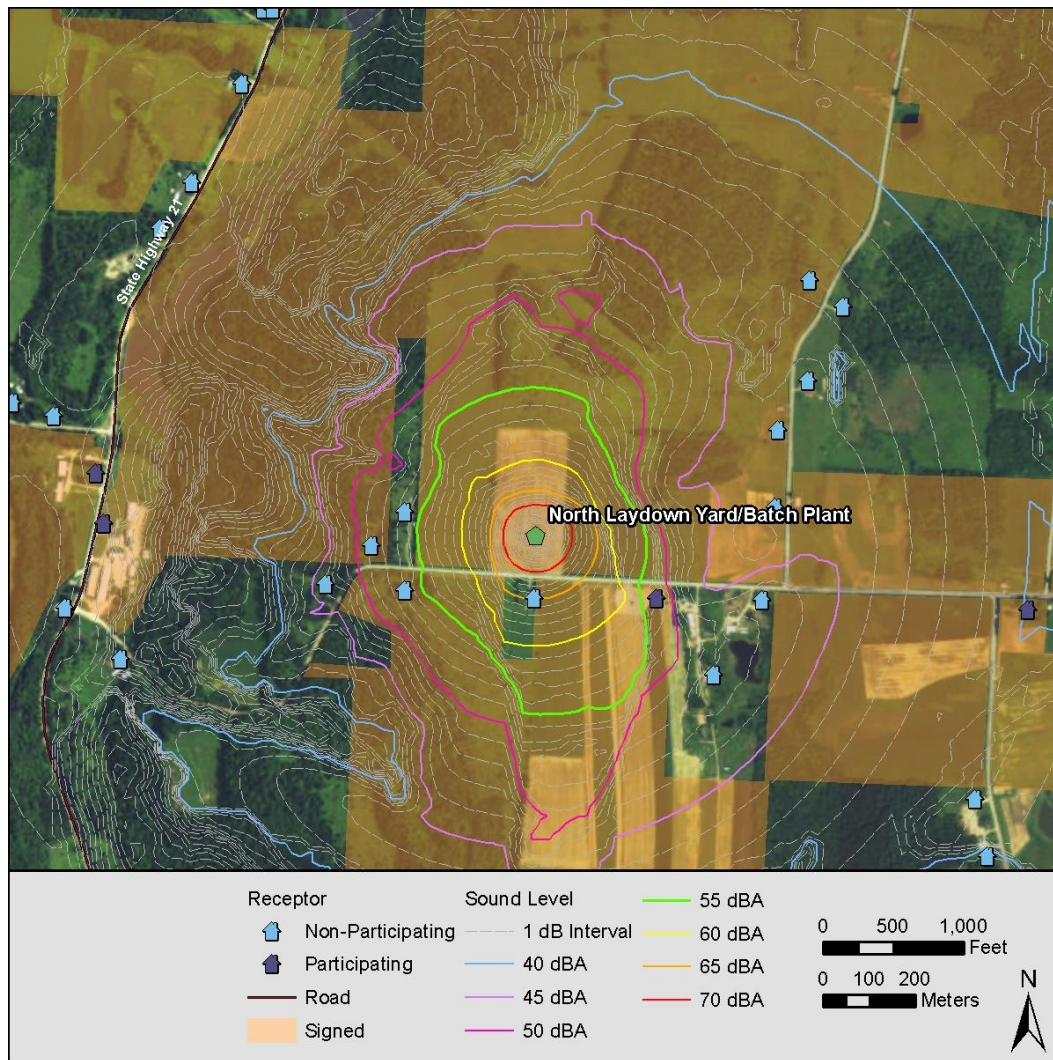 State Highway 21
North Laydown Yard/Batch Plant
Receptor
Non-Participating
Participating
Road
Signed
Sound Level
1 dB Interval
40 dBA
45 dBA
50 dBA
55 dBA
60 dBA
65 dBA
70 dBA
0 500 1,000
Feet
0 100 200
Meters
N